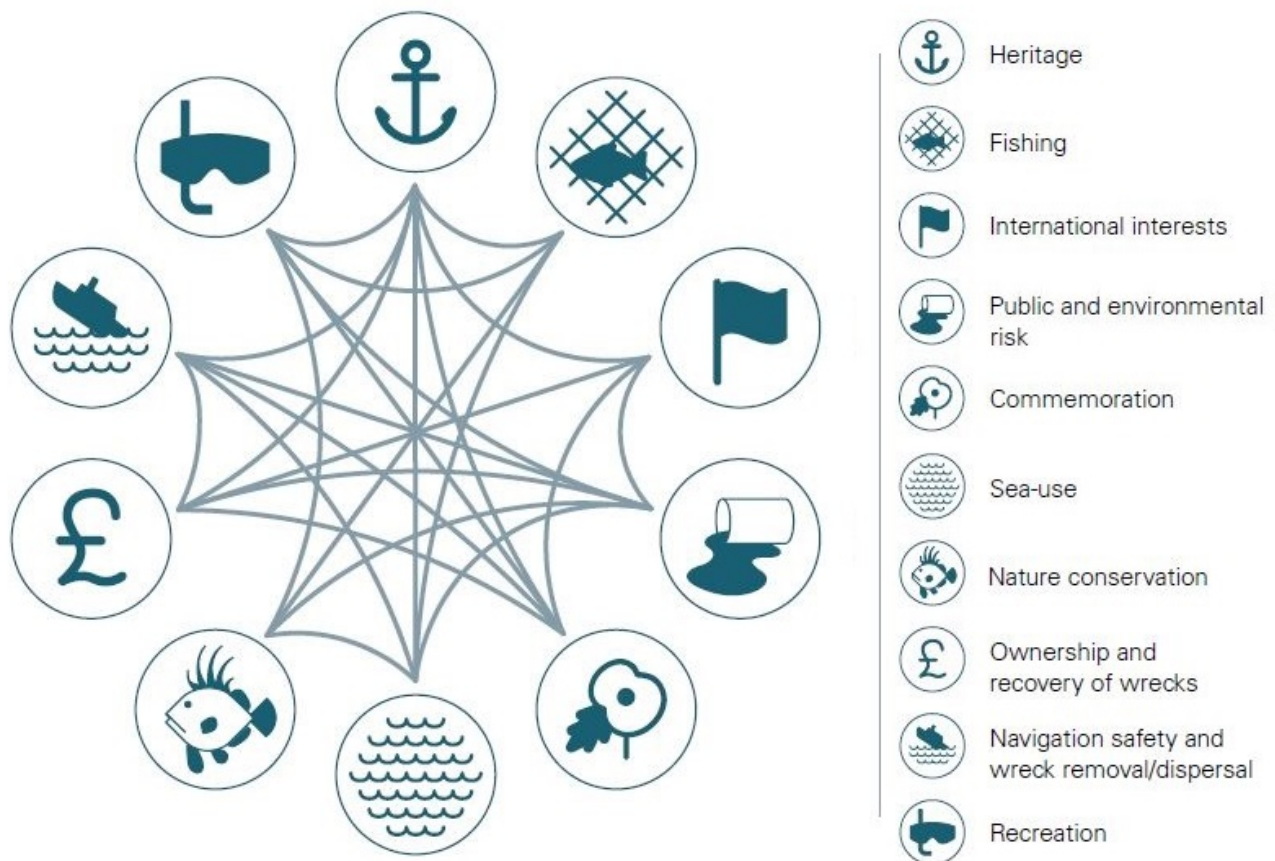 Heritage
Fishing
International interests
Public and environmental
risk
Commemoration
Sea-use
Nature conservation
£
£
Ownership and
recovery of wrecks
Navigation safety and
wreck removal/dispersal
Recreation